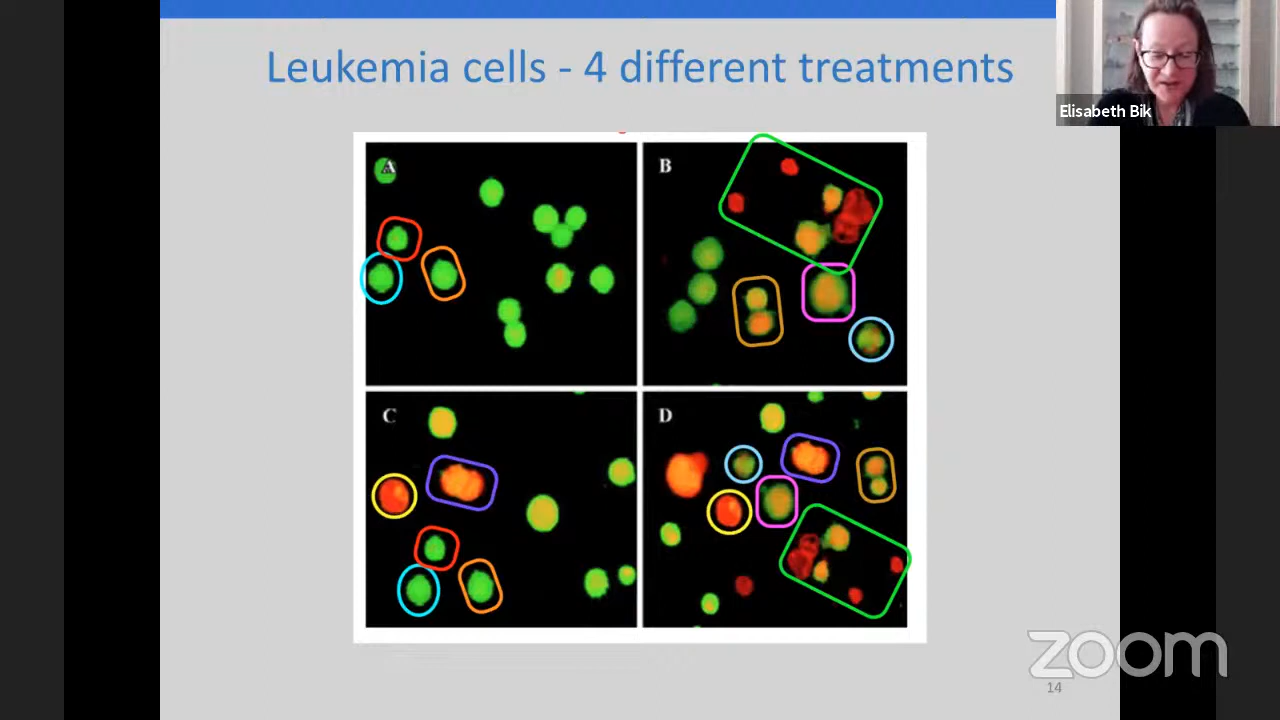 Leukemia cells - 4 different treatments
Elisabeth Bik
A
B
C
D
zoom
14